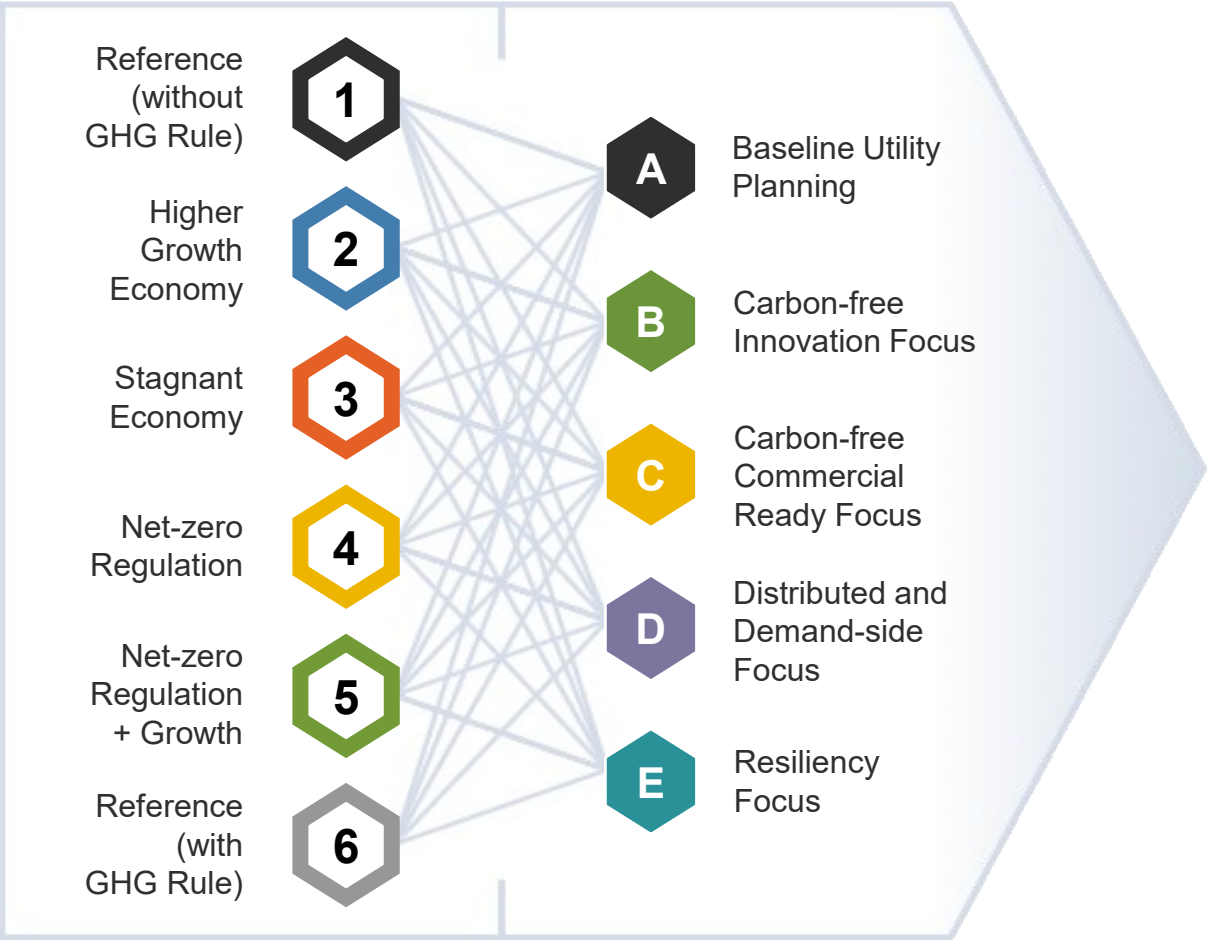 Reference
(without
GHG Rule)
1
Higher
Growth
Economy
2
Stagnant
Economy
3
Net-zero
Regulation
4
Net-zero
Regulation
+ Growth
5
Reference
(with
GHG Rule)
6
A
Baseline Utility
Planning
B
Carbon-free
Innovation Focus
C
Carbon-free
Commercial
Ready Focus
D
Distributed and
Demand-side
Focus
E
Resiliency
Focus